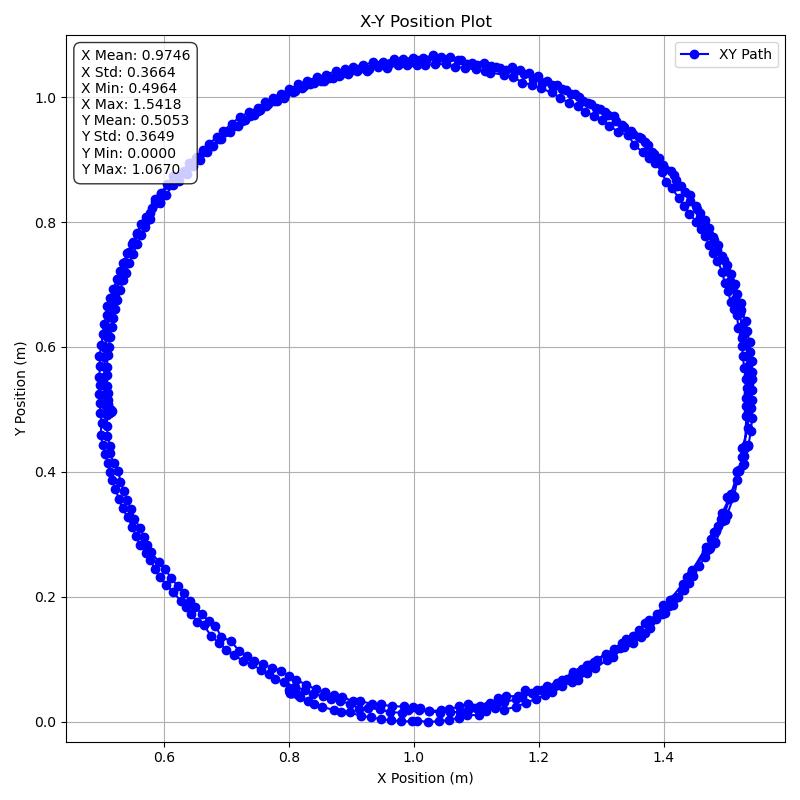 X-Y Position Plot
X Mean: 0.9746
X Std: 0.3664
X Min: 0.4964
X Max: 1.5418
Y Mean: 0.5053
Y Std: 0.3649
Y Min: 0.0000
Y Max: 1.0670
XY Path
1.0
0.8
0.6
0.4
0.2
0.0
Y Position (m)
0.6 0.8 1.0 1.2 1.4
X Position (m)